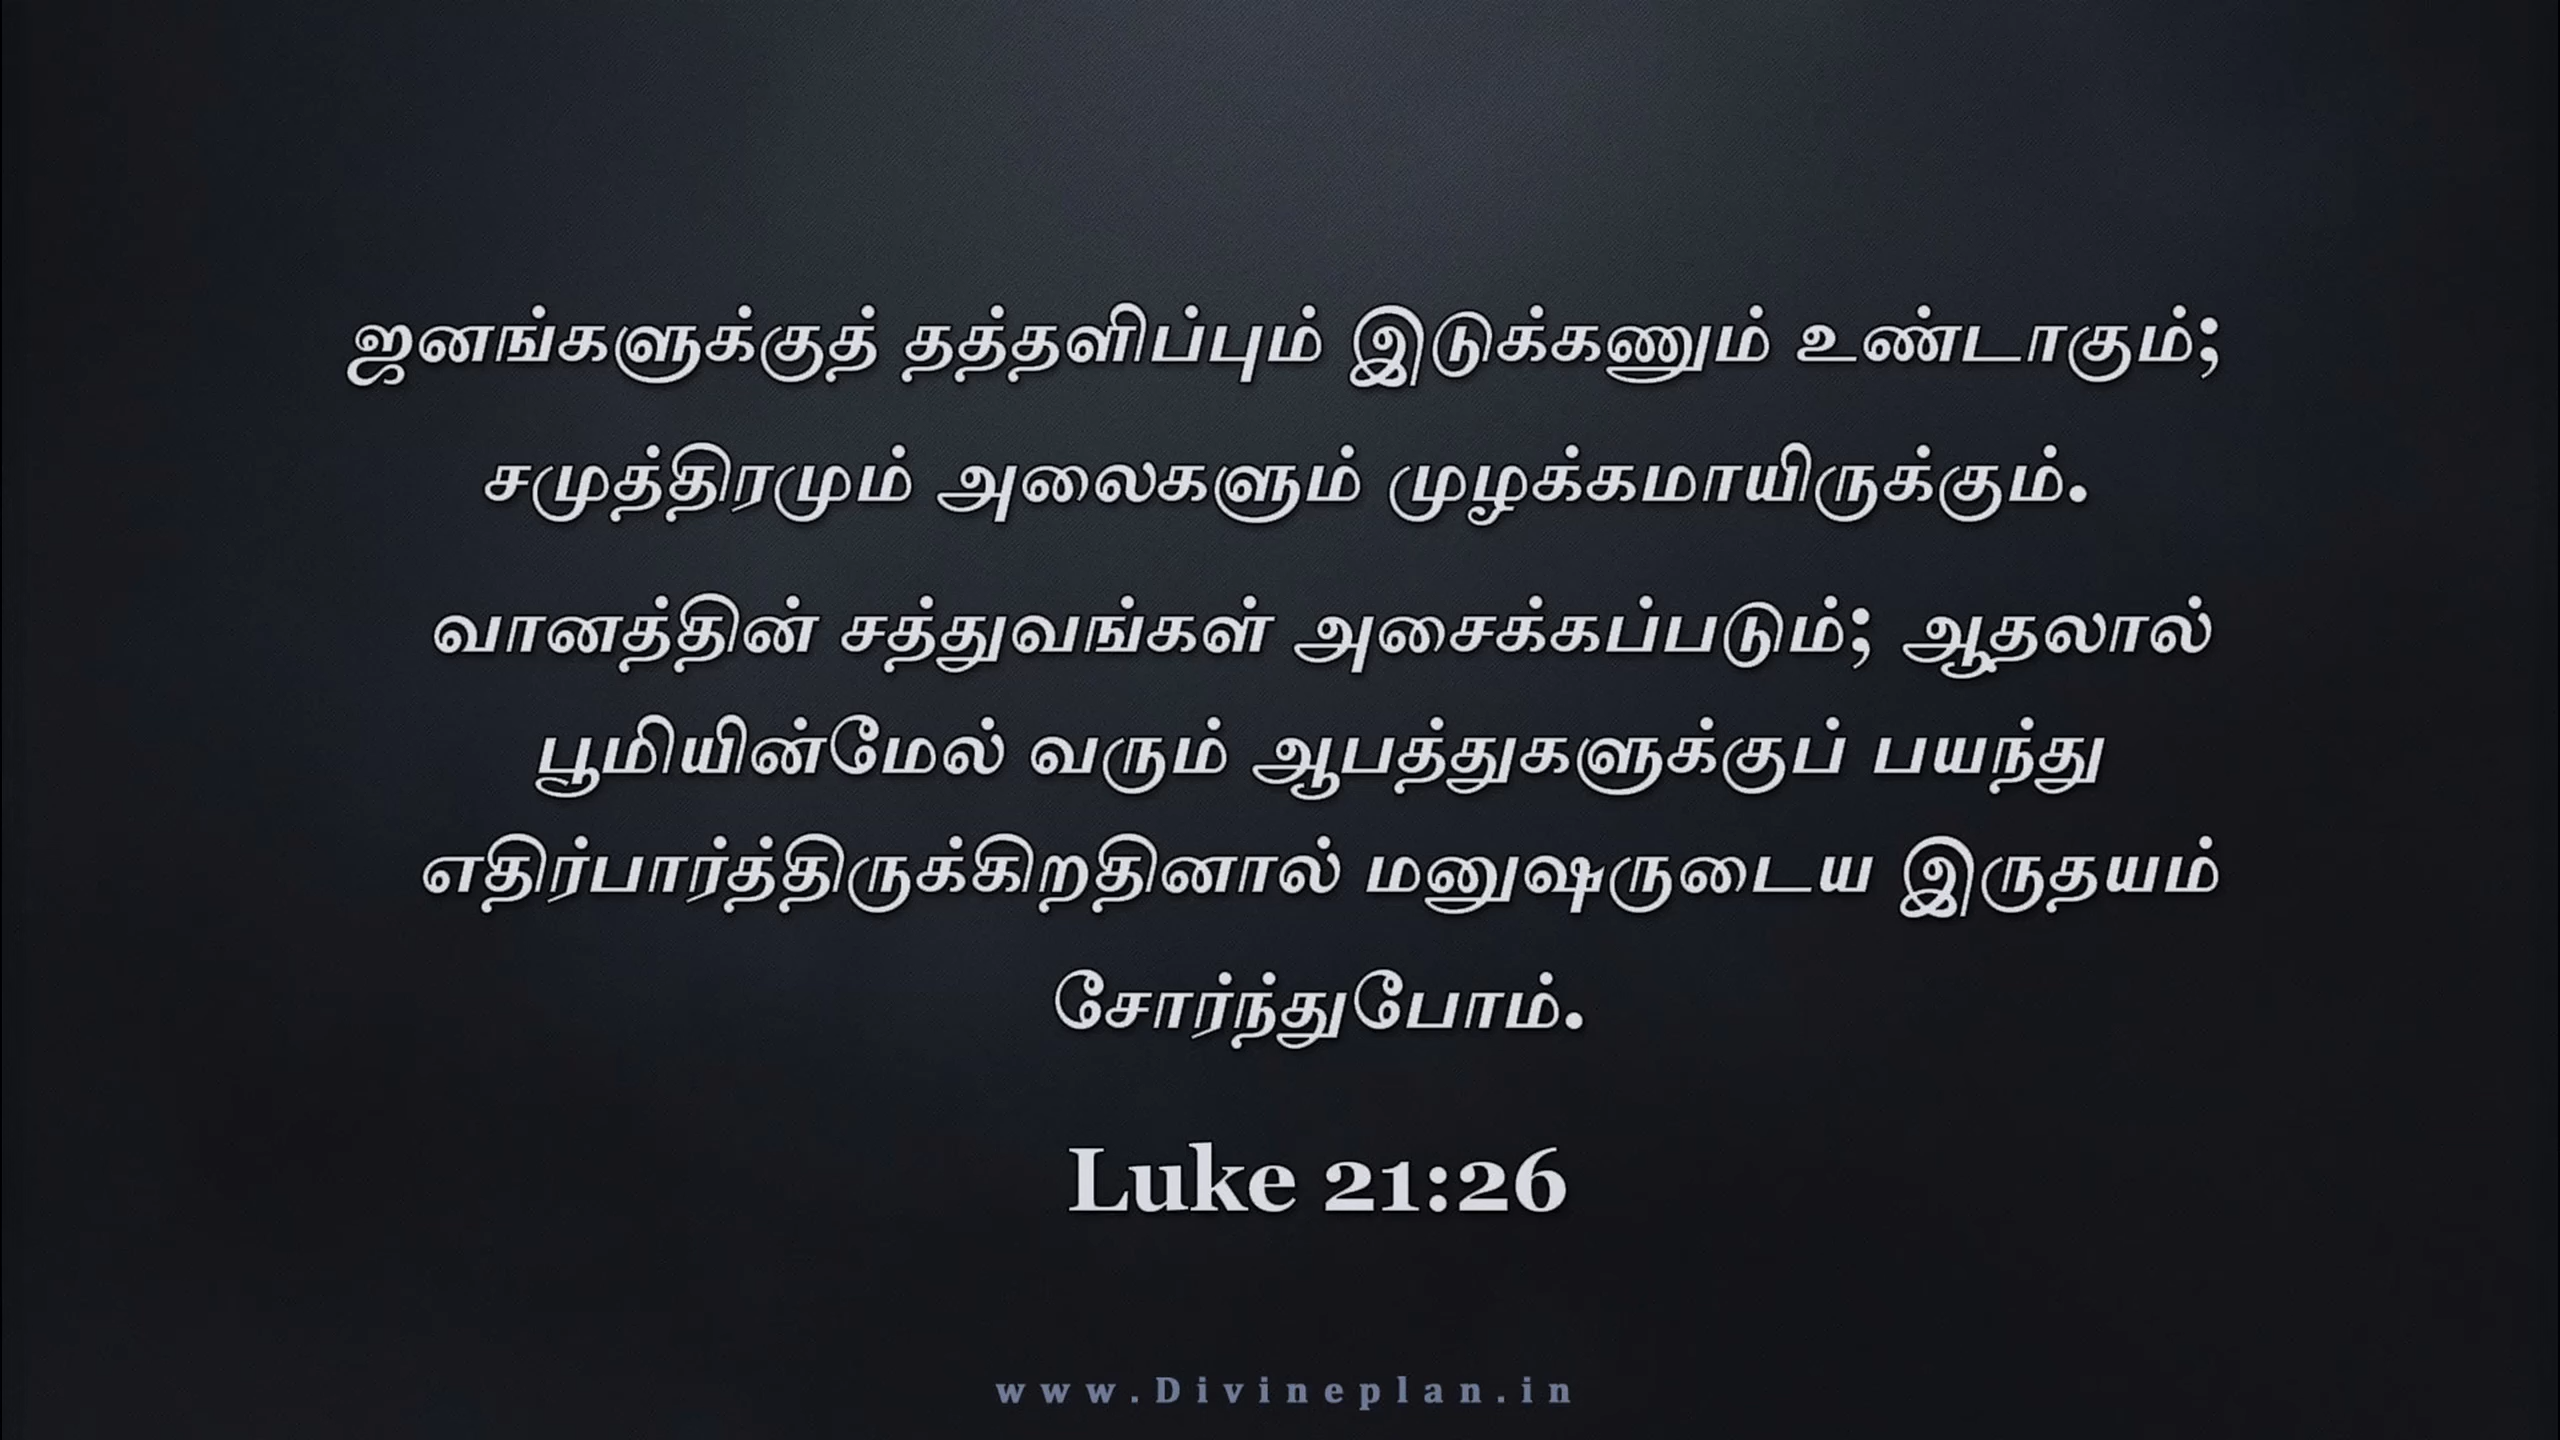 ஜனங்களுக்குத் தத்தளிப்பும் இடுக்கணும் உண்டாகும்;
சமுத்திரமும் அலைகளும் முழக்கமாயிருக்கும்.
வானத்தின் சத்துவங்கள் அசைக்கப்படும்; ஆதலால்
பூமியின்மேல் வரும் ஆபத்துகளுக்குப் பயந்து
எதிர்பார்த்திருக்கிறதினால் மனுஷருடைய இருதயம்
சோர்ந்துபோம்.
Luke 21:26
www.Divineplan.in